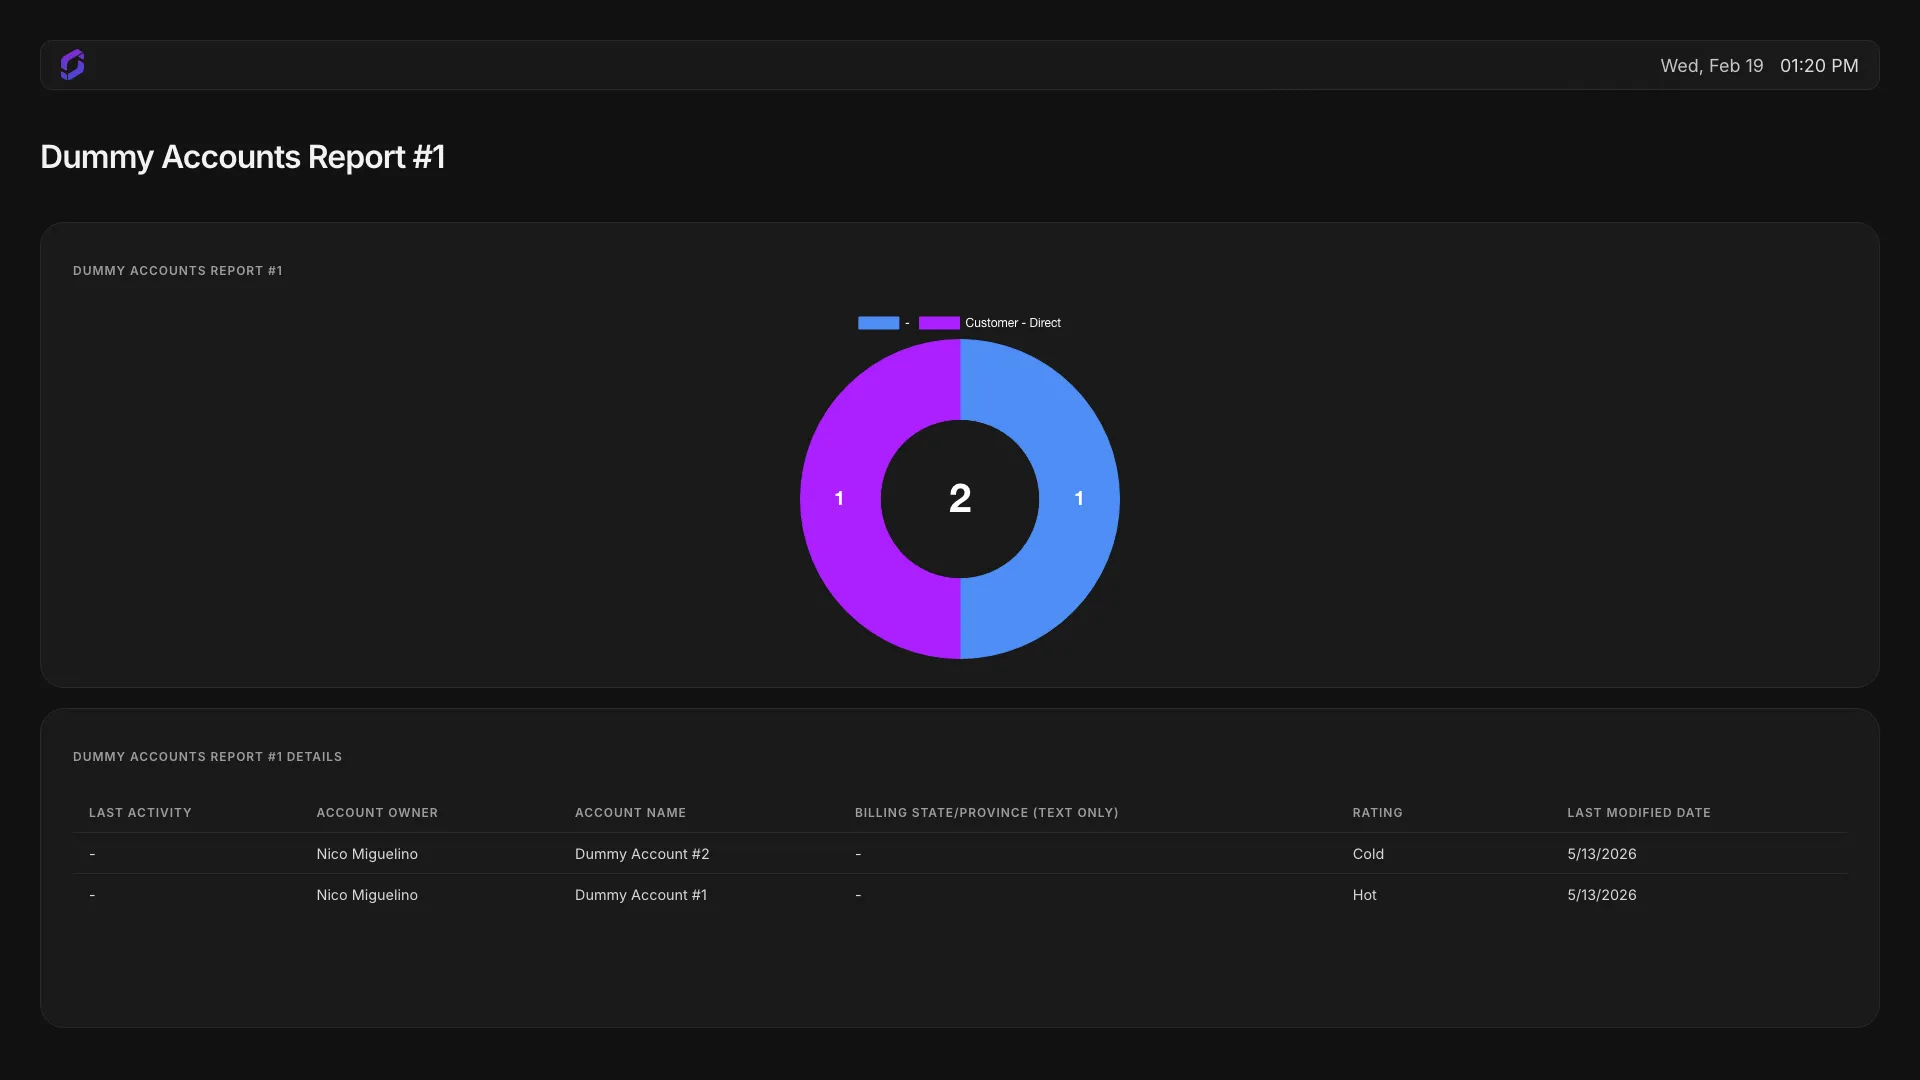 Wed, Feb 19 01:20 PM
Dummy Accounts Report #1
DUMMY ACCOUNTS REPORT #1
- Customer - Direct
1 2 1
DUMMY ACCOUNTS REPORT #1 DETAILS
LAST ACTIVITY ACCOUNT OWNER ACCOUNT NAME BILLING STATE/PROVINCE (TEXT ONLY) RATING LAST MODIFIED DATE
- Nico Miguelino Dummy Account #2 - Cold 5/13/2026
- Nico Miguelino Dummy Account #1 - Hot 5/13/2026